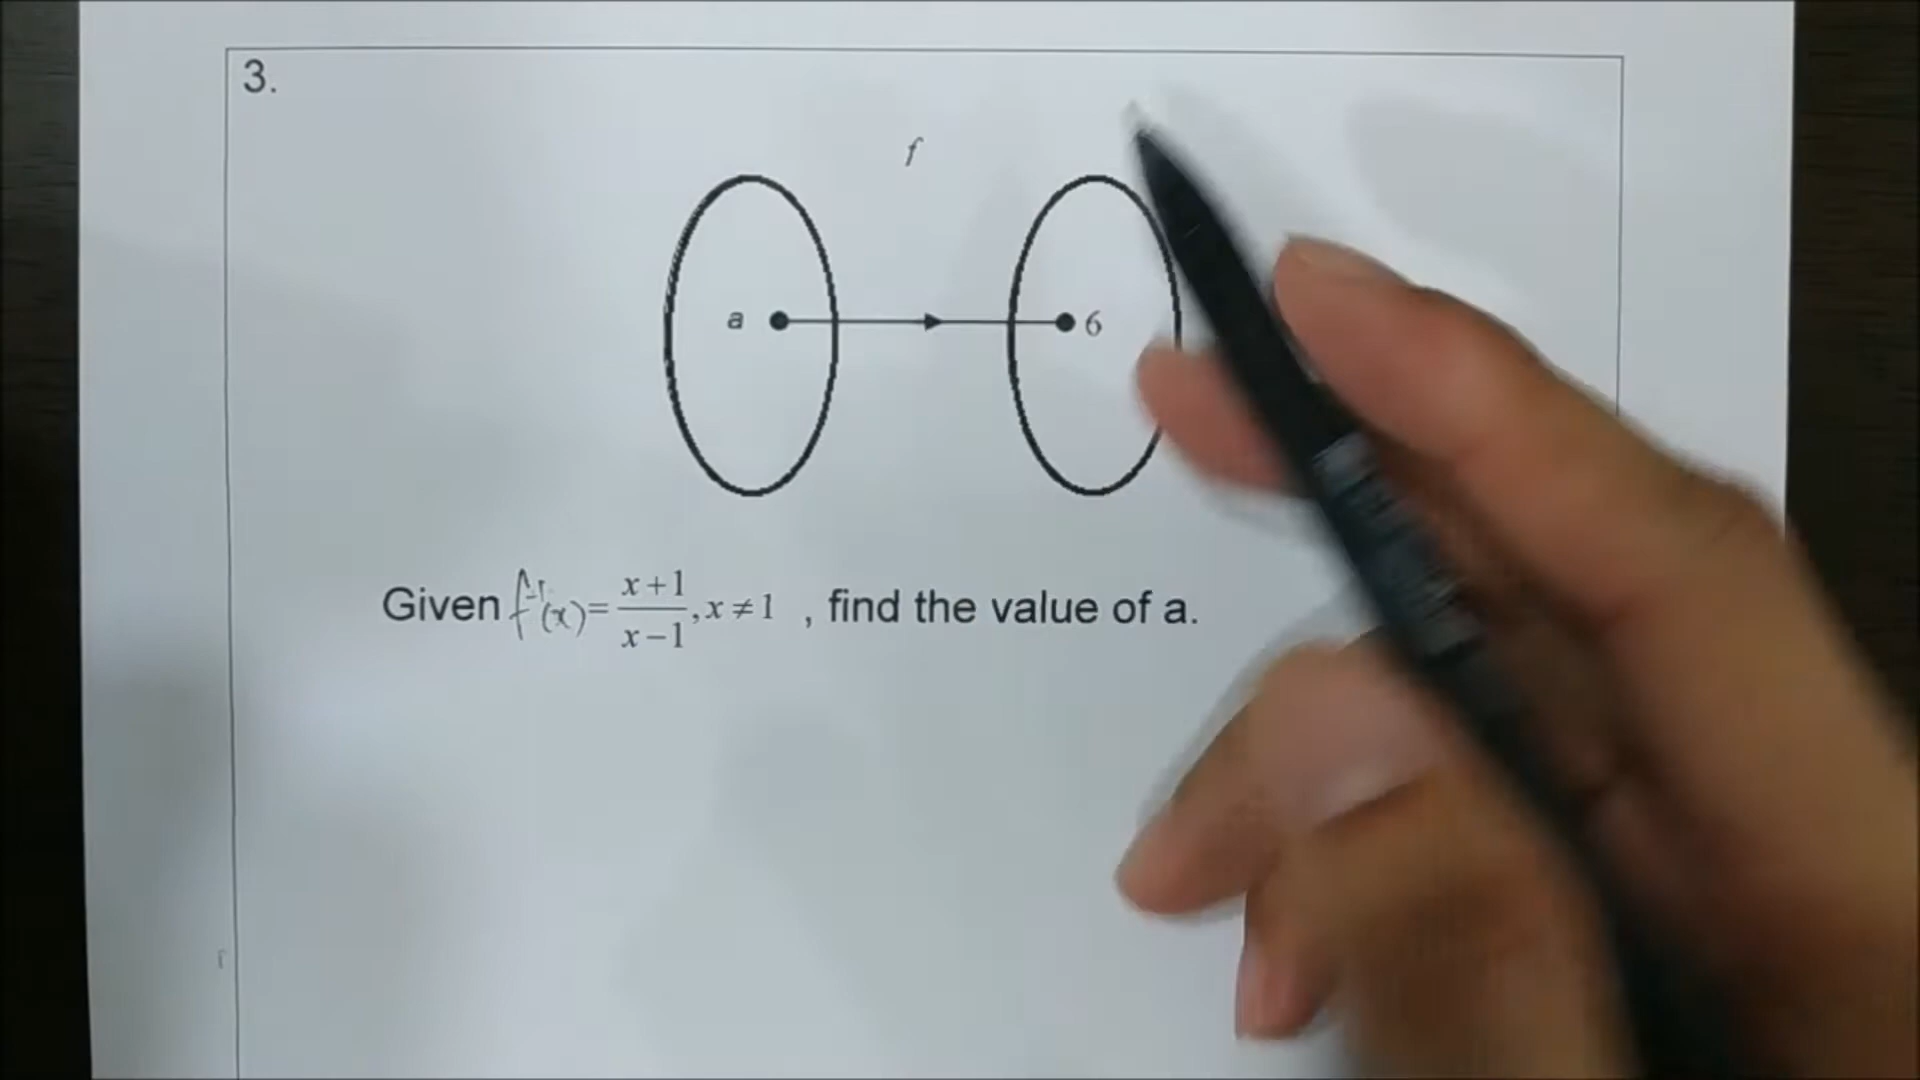 3.
f
a 6
Given f⁻¹(x) = x+1/x−1, x ≠ 1 , find the value of a.